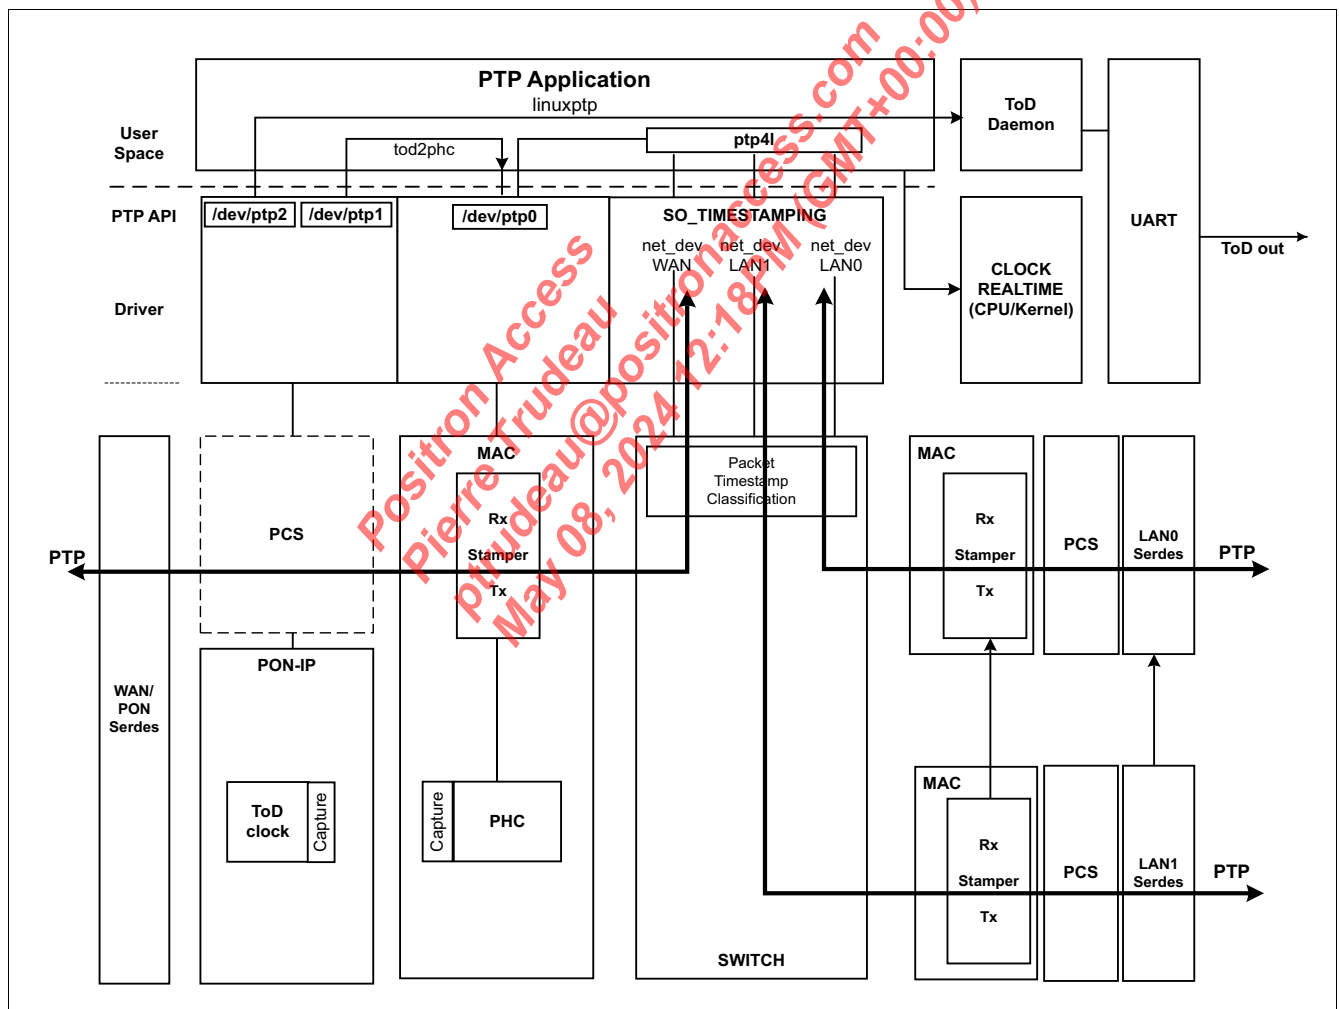 PTP Application
linuxptp
User
Space
tod2phc
ptp4l
ToD
Daemon
PTP API
/dev/ptp2
/dev/ptp1
/dev/ptp0
SO_TIMESTAMPING
UART
net_dev
WAN
net_dev
LAN1
net_dev
LAN0
ToD out
CLOCK
REALTIME
(CPU/Kernel)
Driver
Positron Access
Pierre Trudeau
ptrudeau@positronaccess.com
May 08, 2024 12:18PM (GMT+00:00)
MAC
Packet
Timestamp
Classification
MAC
Rx
Stamper
Tx
PCS
PTP
Rx
Stamper
Tx
PCS
LAN0
Serdes
PTP
PON-IP
WAN/
PON
Serdes
ToD
clock
Capture
Capture
PHC
MAC
Rx
Stamper
Tx
PCS
LAN1
Serdes
PTP
SWITCH